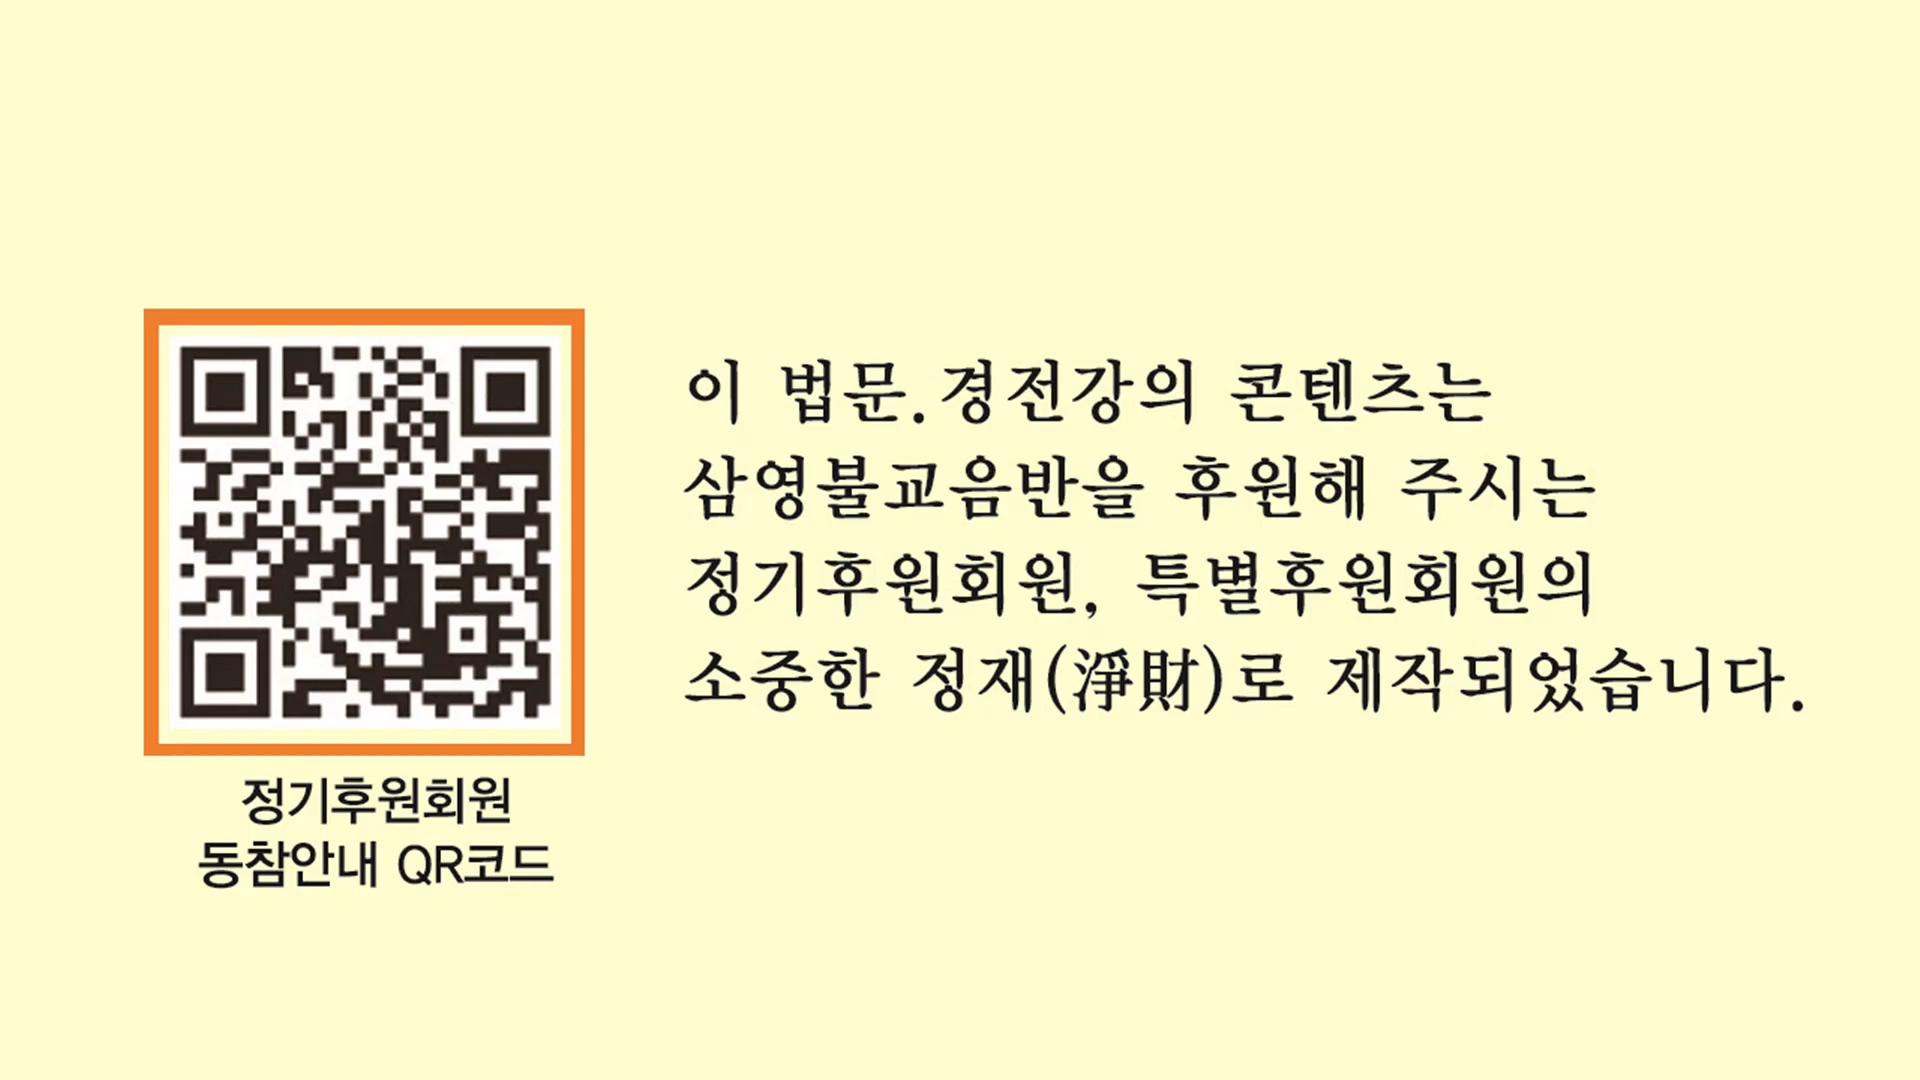 이 법문.경전강의 콘텐츠는
삼영불교음반을 후원해 주시는
정기후원회원, 특별후원회원의
소중한 정재(淨財)로 제작되었습니다.
정기후원회원
동참안내 QR코드